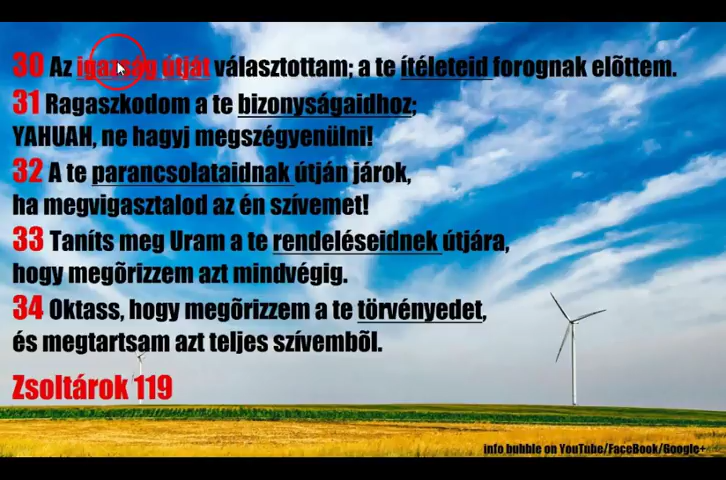 30 Az igazság útját választottam; a te ítéleteid forognak elõttem.
31 Ragaszkodom a te bizonyságaidhoz;
YAHUAH, ne hagyj megszégyenülni!
32 A te parancsolataidnak útján járok,
ha megvigasztalod az én szívemet!
33 Taníts meg Uram a te rendeléseidnek útjára,
hogy megõrizzem azt mindvégig.
34 Oktass, hogy megõrizzem a te törvényedet,
és megtartsam azt teljes szívembõl.
Zsoltárok 119
info bubble on YouTube/FaceBook/Google+